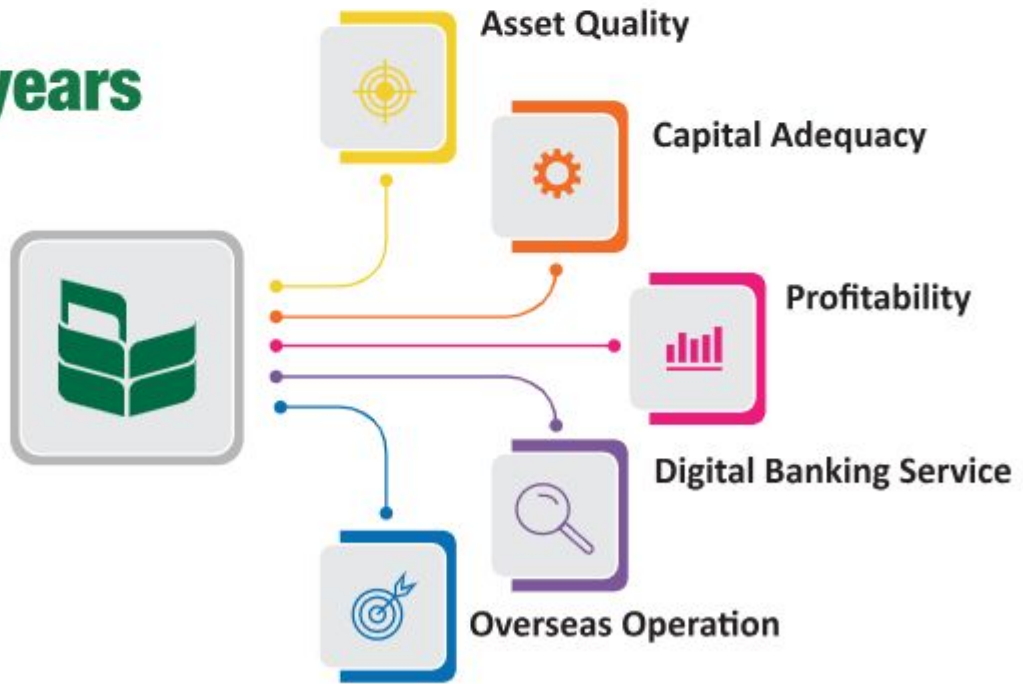 years
Asset Quality
Capital Adequacy
Profitability
Digital Banking Service
Overseas Operation